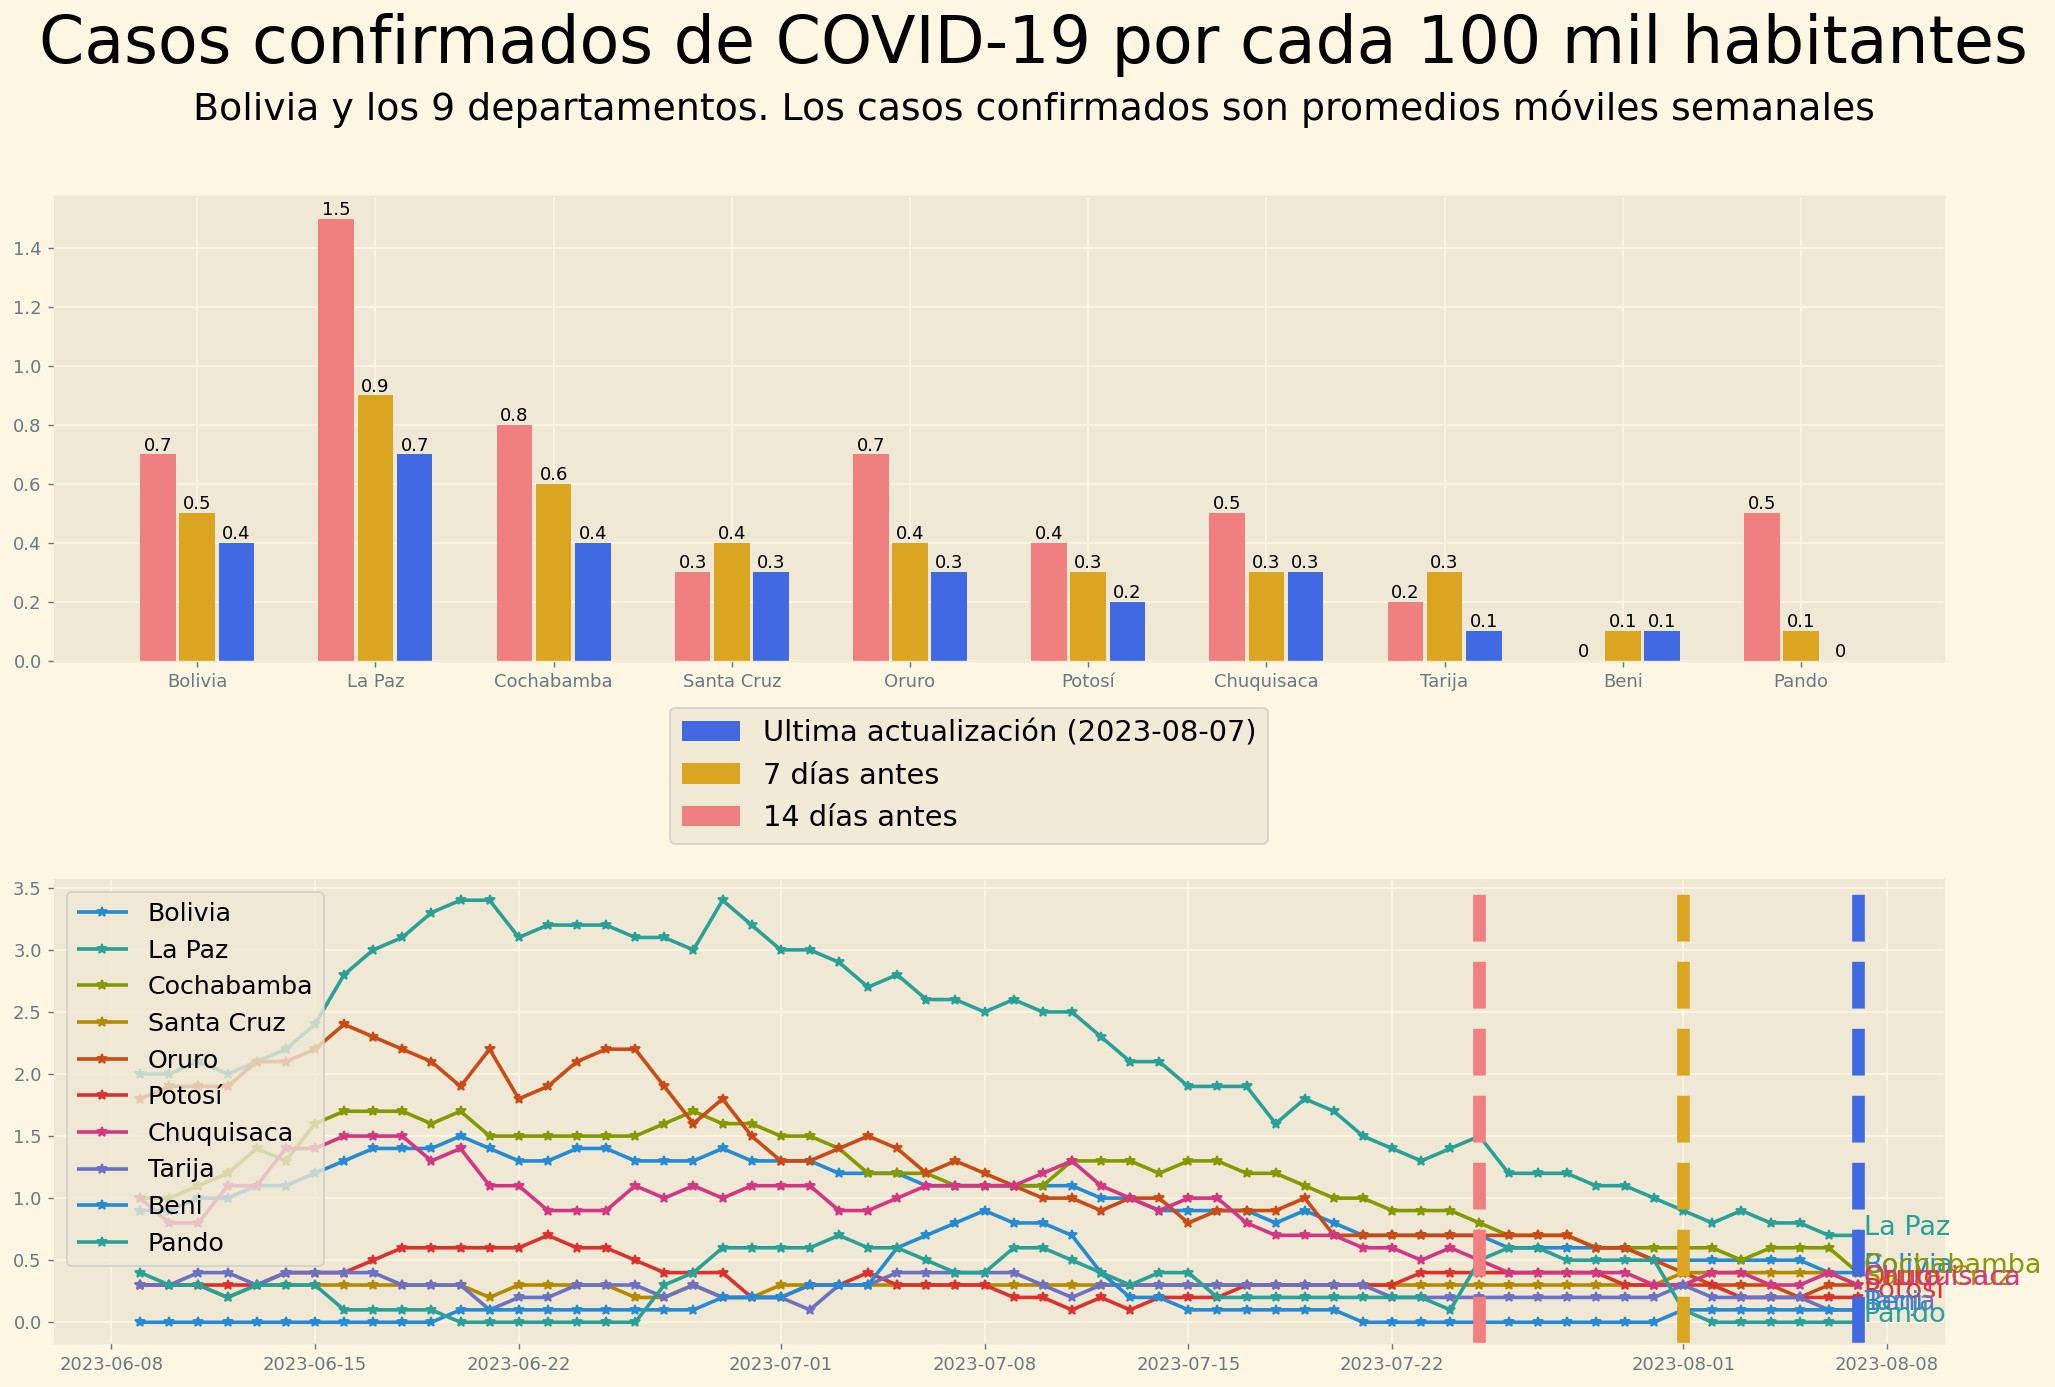 Casos confirmados de COVID-19 por cada 100 mil habitantes
Bolivia y los 9 departamentos. Los casos confirmados son promedios móviles semanales
1.4
1.2
1.0
0.8
0.6
0.4
0.2
0.0
0.7 0.5 0.4
1.5 0.9 0.7
0.8 0.6 0.4
0.3 0.4 0.3
0.7 0.4 0.3
0.4 0.3 0.2
0.5 0.3 0.3
0.2 0.3 0.1
0 0.1 0.1
0.5 0.1 0
Bolivia La Paz Cochabamba Santa Cruz Oruro Potosí Chuquisaca Tarija Beni Pando
Ultima actualización (2023-08-07)
7 días antes
14 días antes
3.5
3.0
2.5
2.0
1.5
1.0
0.5
0.0
Bolivia
La Paz
Cochabamba
Santa Cruz
Oruro
Potosí
Chuquisaca
Tarija
Beni
Pando
La Paz
Cochabamba
Chuquisaca
Potosí
Pando
2023-06-08 2023-06-15 2023-06-22 2023-07-01 2023-07-08 2023-07-15 2023-07-22 2023-08-01 2023-08-08